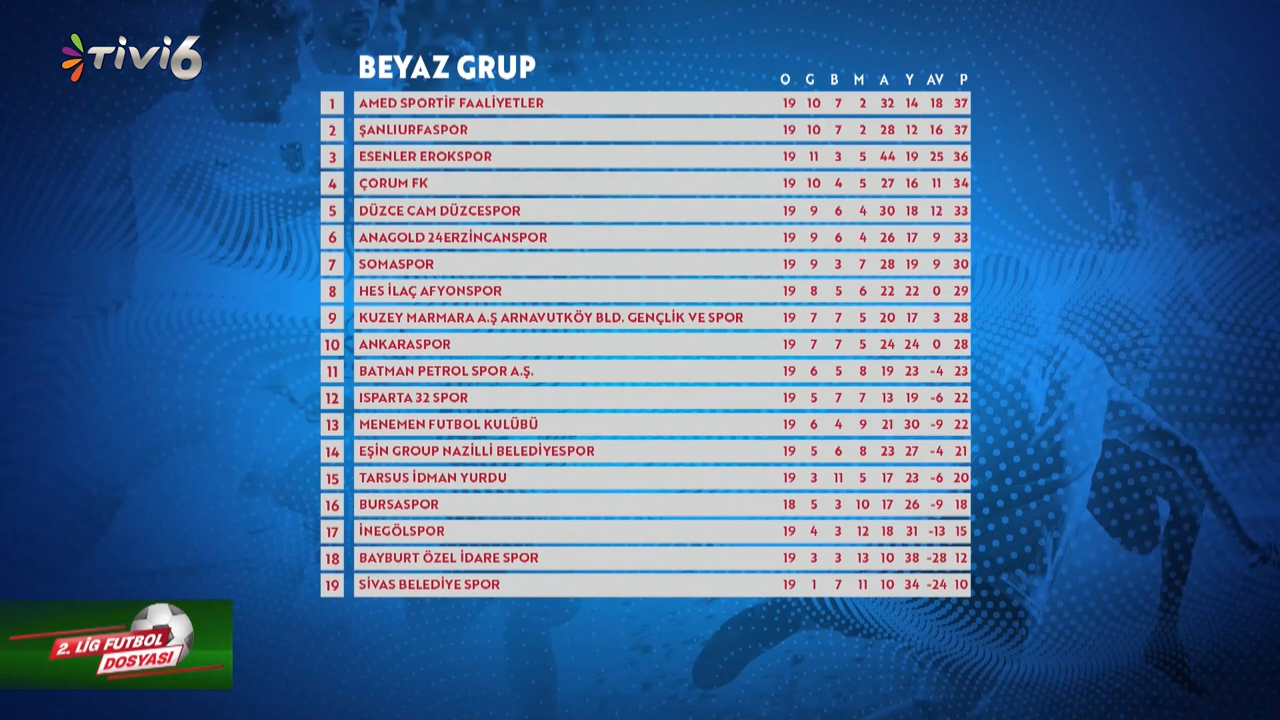 TİVİ6
BEYAZ GRUP
O G B M A Y AV P
1 AMED SPORTİF FAALİYETLER 19 10 7 2 32 14 18 37
2 ŞANLIURFASPOR 19 10 7 2 28 12 16 37
3 ESENLER EROKSPOR 19 11 3 5 44 19 25 36
4 ÇORUM FK 19 10 4 5 27 16 11 34
5 DÜZCE CAM DÜZCESPOR 19 9 6 4 30 18 12 33
6 ANAGOLD 24ERZİNCANSPOR 19 9 6 4 26 17 9 33
7 SOMASPOR 19 9 3 7 28 19 9 30
8 HES İLAÇ AFYONSPOR 19 8 5 6 22 22 0 29
9 KUZEY MARMARA A.Ş ARNAVUTKÖY BLD. GENÇLİK VE SPOR 19 7 7 5 20 17 3 28
10 ANKARASPOR 19 7 7 5 24 24 0 28
11 BATMAN PETROL SPOR A.Ş. 19 6 5 8 19 23 -4 23
12 ISPARTA 32 SPOR 19 5 7 7 13 19 -6 22
13 MENEMEN FUTBOL KULÜBÜ 19 6 4 9 21 30 -9 22
14 EŞİN GROUP NAZİLLİ BELEDİYESPOR 19 5 6 8 23 27 -4 21
15 TARSUS İDMAN YURDU 19 3 11 5 17 23 -6 20
16 BURSASPOR 18 5 3 10 17 26 -9 18
17 İNEGÖLSPOR 19 4 3 12 18 31 -13 15
18 BAYBURT ÖZEL İDARE SPOR 19 3 3 13 10 38 -28 12
19 SİVAS BELEDİYE SPOR 19 1 7 11 10 34 -24 10
2. LİG FUTBOL
DOSYASI